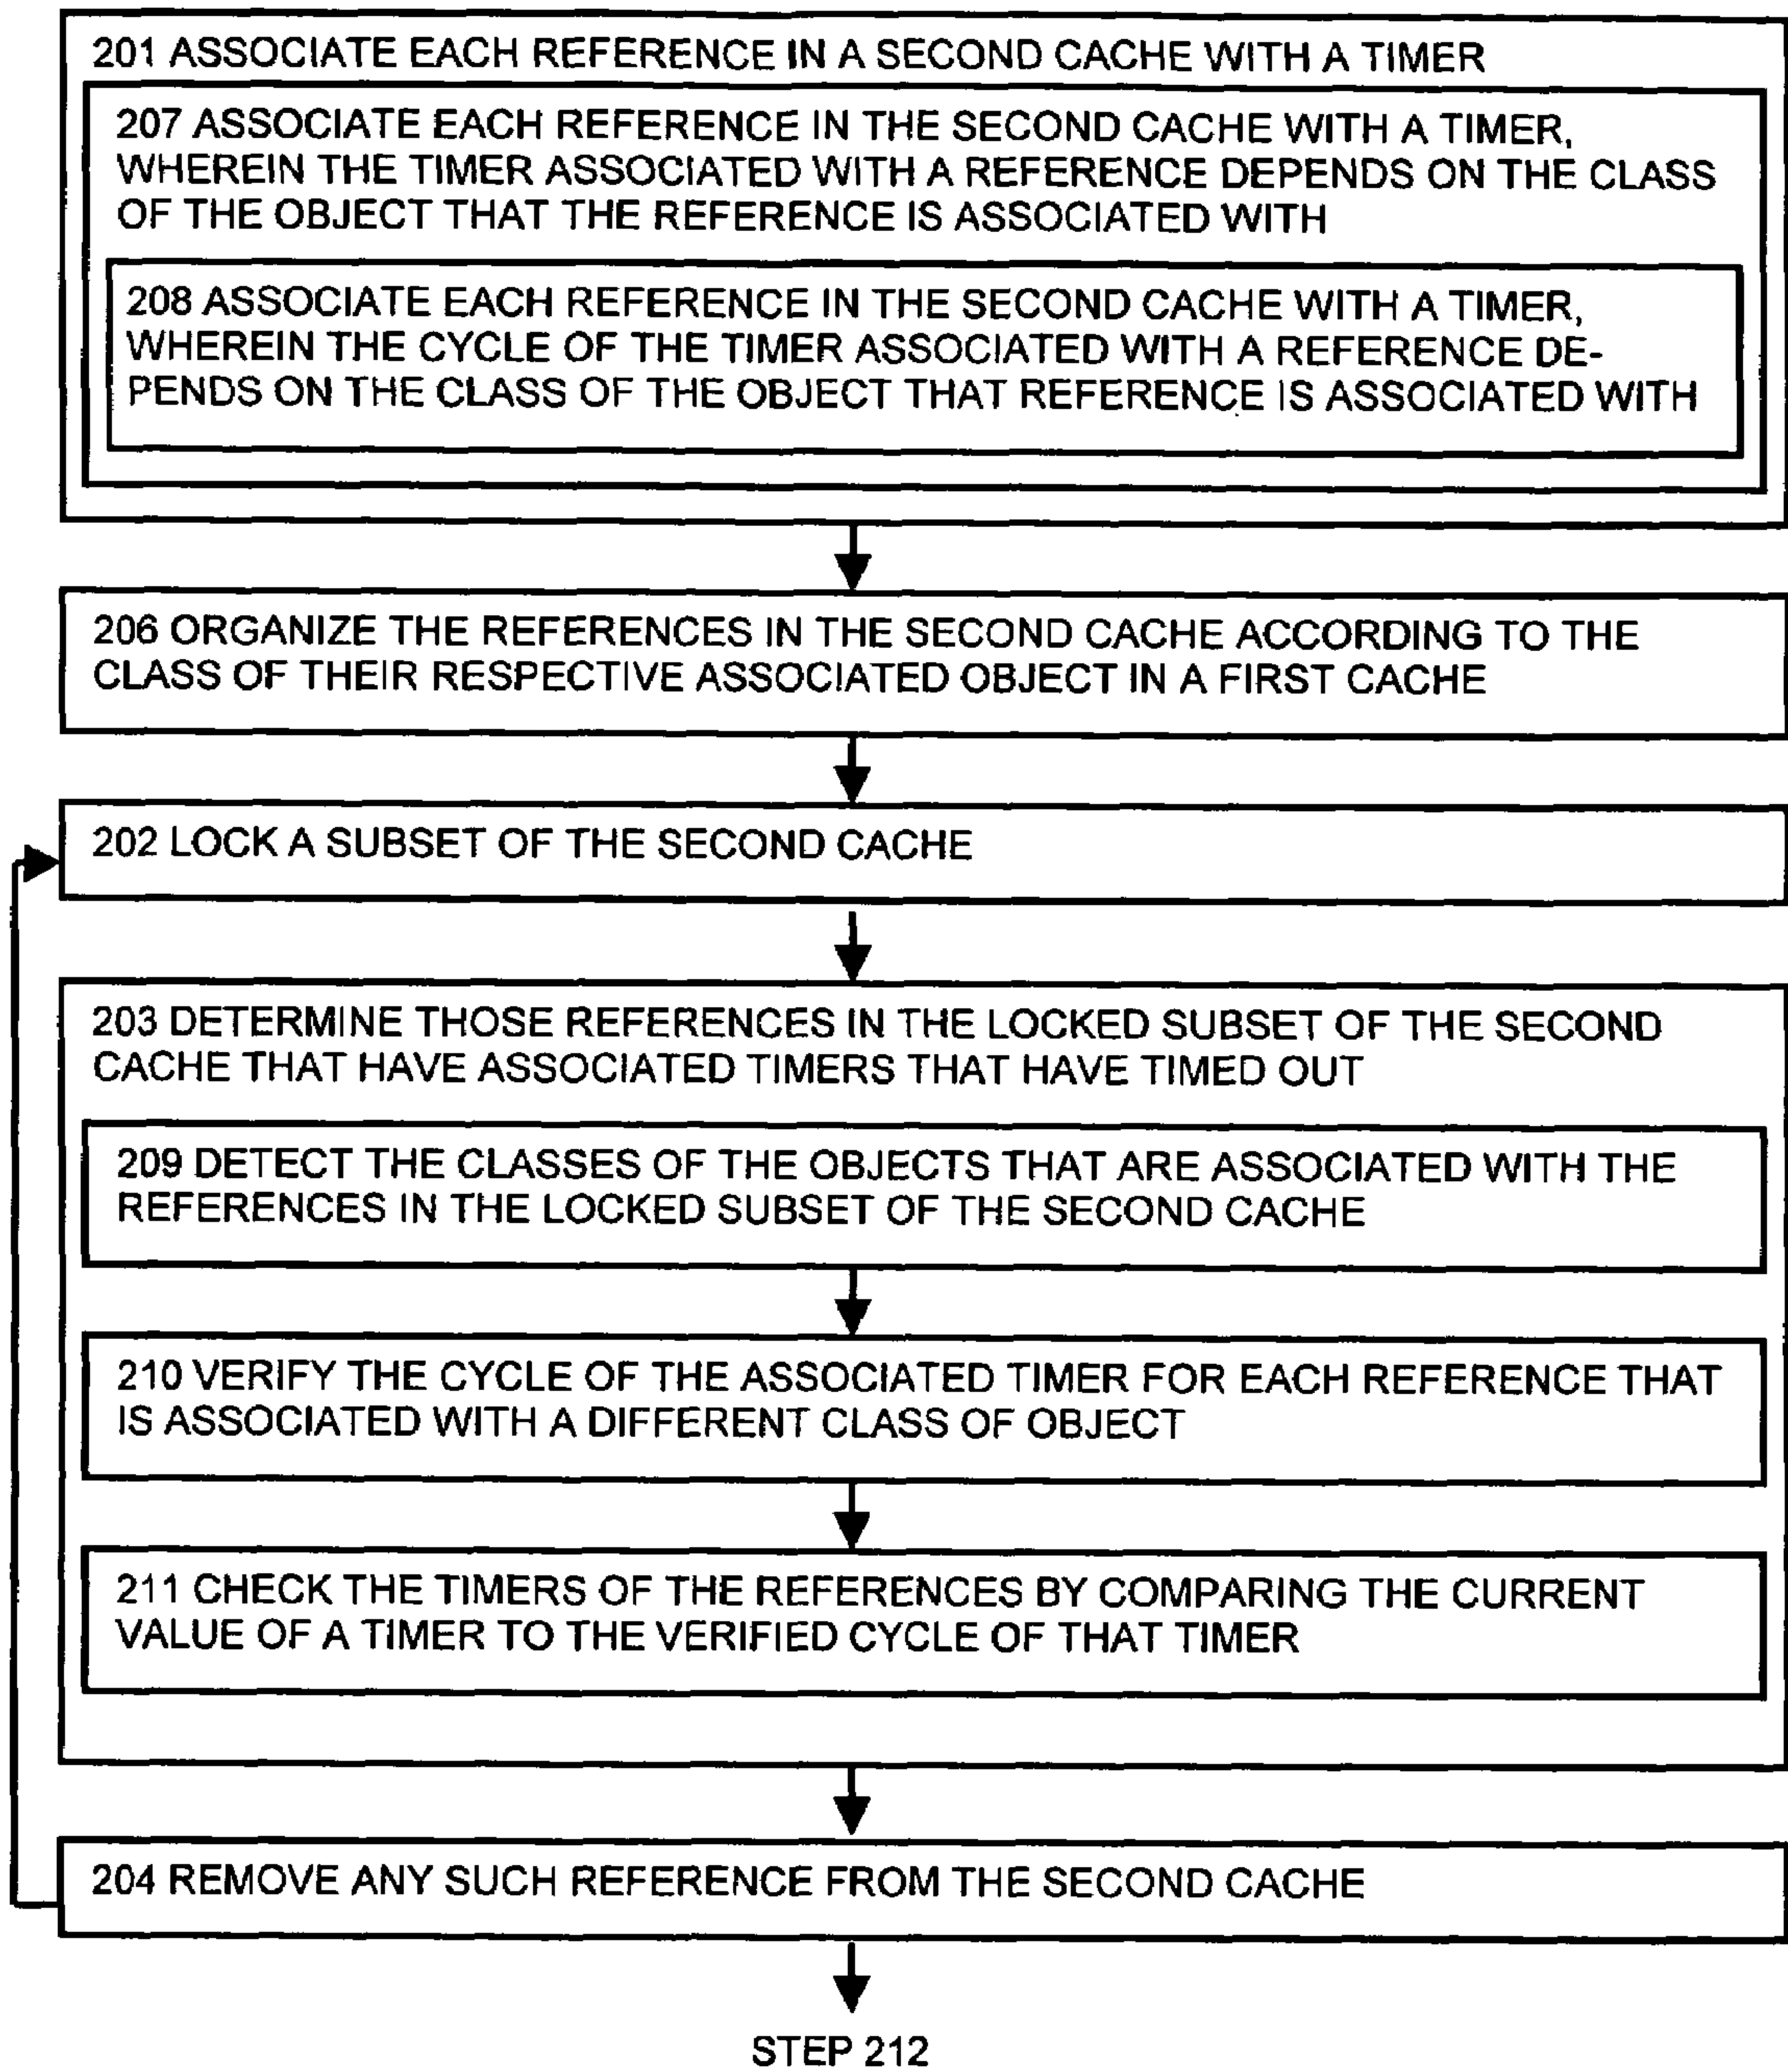 201 ASSOCIATE EACH REFERENCE IN A SECOND CACHE WITH A TIMER
207 ASSOCIATE EACH REFERENCE IN THE SECOND CACHE WITH A TIMER,
WHEREIN THE TIMER ASSOCIATED WITH A REFERENCE DEPENDS ON THE CLASS
OF THE OBJECT THAT THE REFERENCE IS ASSOCIATED WITH
208 ASSOCIATE EACH REFERENCE IN THE SECOND CACHE WITH A TIMER,
WHEREIN THE CYCLE OF THE TIMER ASSOCIATED WITH A REFERENCE DE-
PENDS ON THE CLASS OF THE OBJECT THAT REFERENCE IS ASSOCIATED WITH
206 ORGANIZE THE REFERENCES IN THE SECOND CACHE ACCORDING TO THE
CLASS OF THEIR RESPECTIVE ASSOCIATED OBJECT IN A FIRST CACHE
202 LOCK A SUBSET OF THE SECOND CACHE
203 DETERMINE THOSE REFERENCES IN THE LOCKED SUBSET OF THE SECOND
CACHE THAT HAVE ASSOCIATED TIMERS THAT HAVE TIMED OUT
209 DETECT THE CLASSES OF THE OBJECTS THAT ARE ASSOCIATED WITH THE
REFERENCES IN THE LOCKED SUBSET OF THE SECOND CACHE
210 VERIFY THE CYCLE OF THE ASSOCIATED TIMER FOR EACH REFERENCE THAT
IS ASSOCIATED WITH A DIFFERENT CLASS OF OBJECT
211 CHECK THE TIMERS OF THE REFERENCES BY COMPARING THE CURRENT
VALUE OF A TIMER TO THE VERIFIED CYCLE OF THAT TIMER
204 REMOVE ANY SUCH REFERENCE FROM THE SECOND CACHE
STEP 212